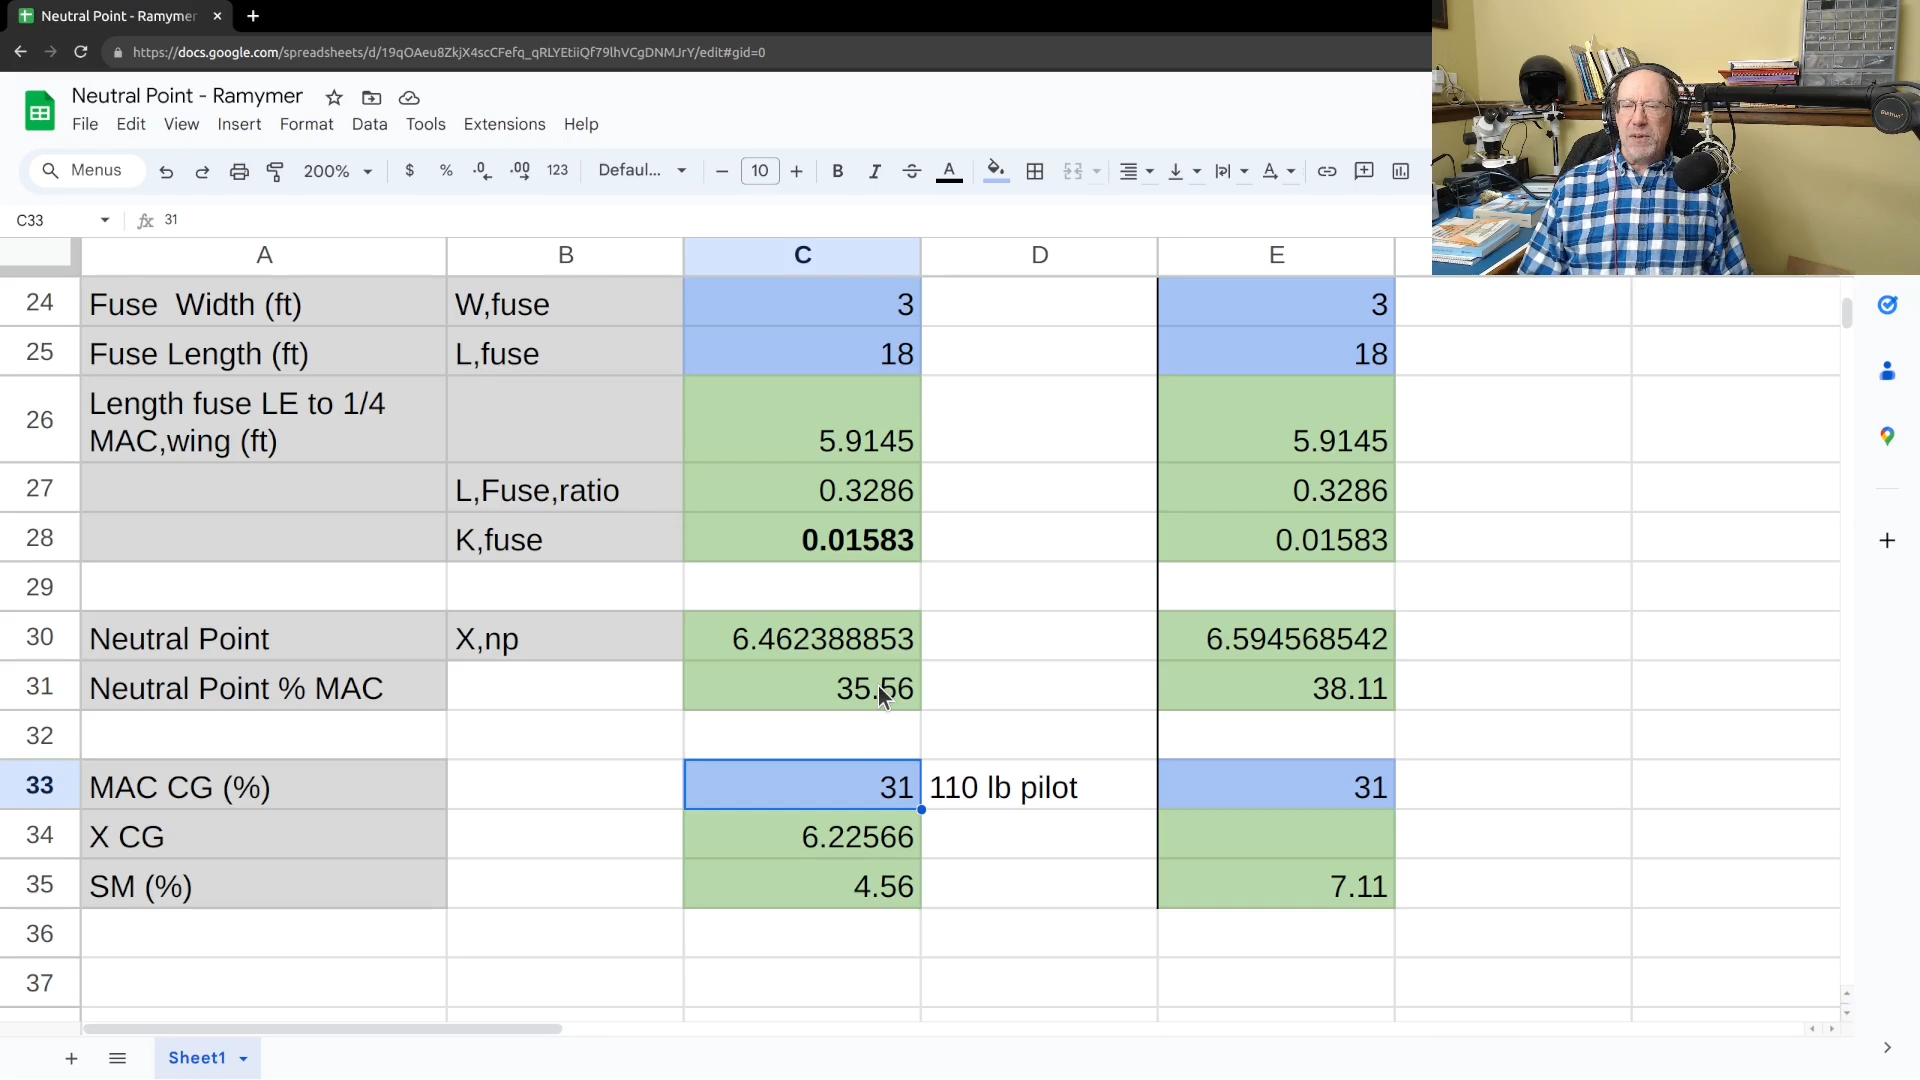 Neutral Point - Ramymer
https://docs.google.com/spreadsheets/d/19qOAeu8ZkjX4scCFefq_qRLYEtiiQf79lhVCgDNMJrY/edit#gid=0
Neutral Point - Ramymer
File Edit View Insert Format Data Tools Extensions Help
Menus 200% $ % .0 .00 123 Defaul... 10 B I A
C33 fx 31
A B C D E
24 Fuse Width (ft) W,fuse 3 3
25 Fuse Length (ft) L,fuse 18 18
26 Length fuse LE to 1/4
MAC,wing (ft) 5.9145 5.9145
27 L,Fuse,ratio 0.3286 0.3286
28 K,fuse 0.01583 0.01583
29
30 Neutral Point X,np 6.462388853 6.594568542
31 Neutral Point % MAC 35.56 38.11
32
33 MAC CG (%) 31 110 lb pilot 31
34 X CG 6.22566
35 SM (%) 4.56 7.11
36
37
Sheet1